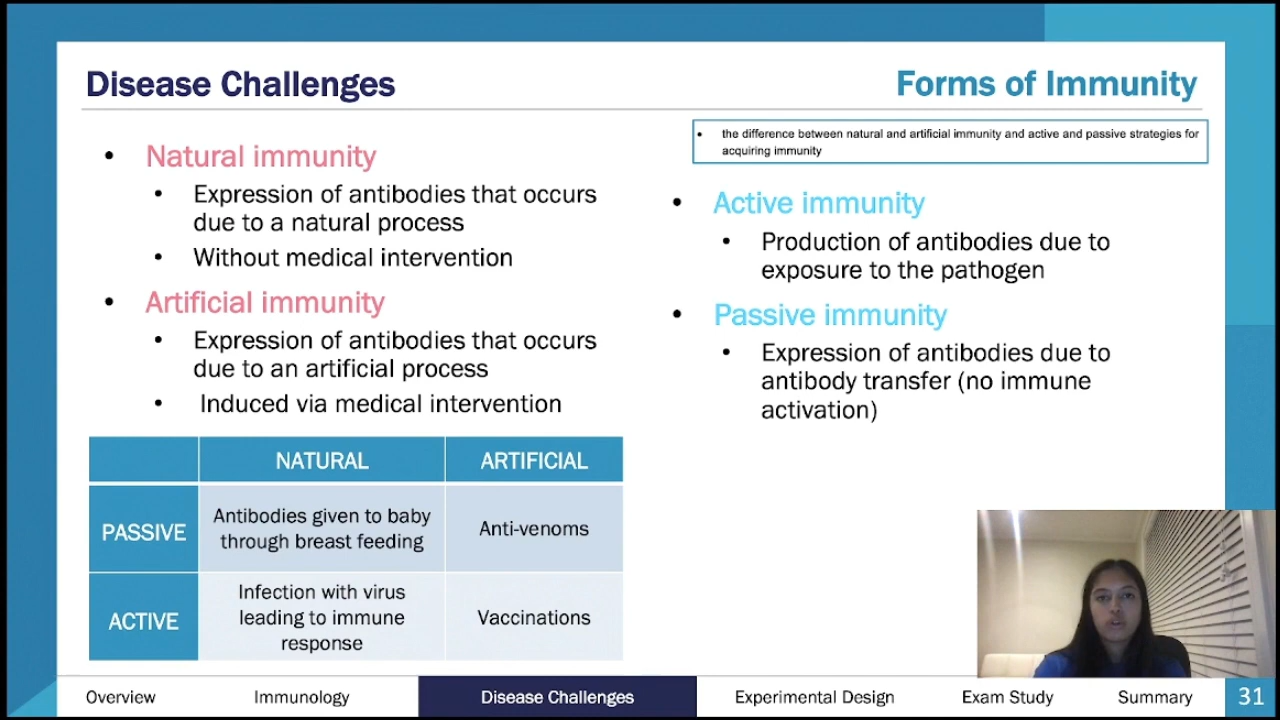 Disease Challenges
Forms of Immunity
• the difference between natural and artificial immunity and active and passive strategies for
acquiring immunity
• Natural immunity
• Expression of antibodies that occurs
due to a natural process
• Without medical intervention
• Artificial immunity
• Expression of antibodies that occurs
due to an artificial process
• Induced via medical intervention
• Active immunity
• Production of antibodies due to
exposure to the pathogen
• Passive immunity
• Expression of antibodies due to
antibody transfer (no immune
activation)
NATURAL ARTIFICIAL
PASSIVE
Antibodies given to baby
through breast feeding
Anti-venoms
ACTIVE
Infection with virus
leading to immune
response
Vaccinations
Overview Immunology Disease Challenges Experimental Design Exam Study Summary 31